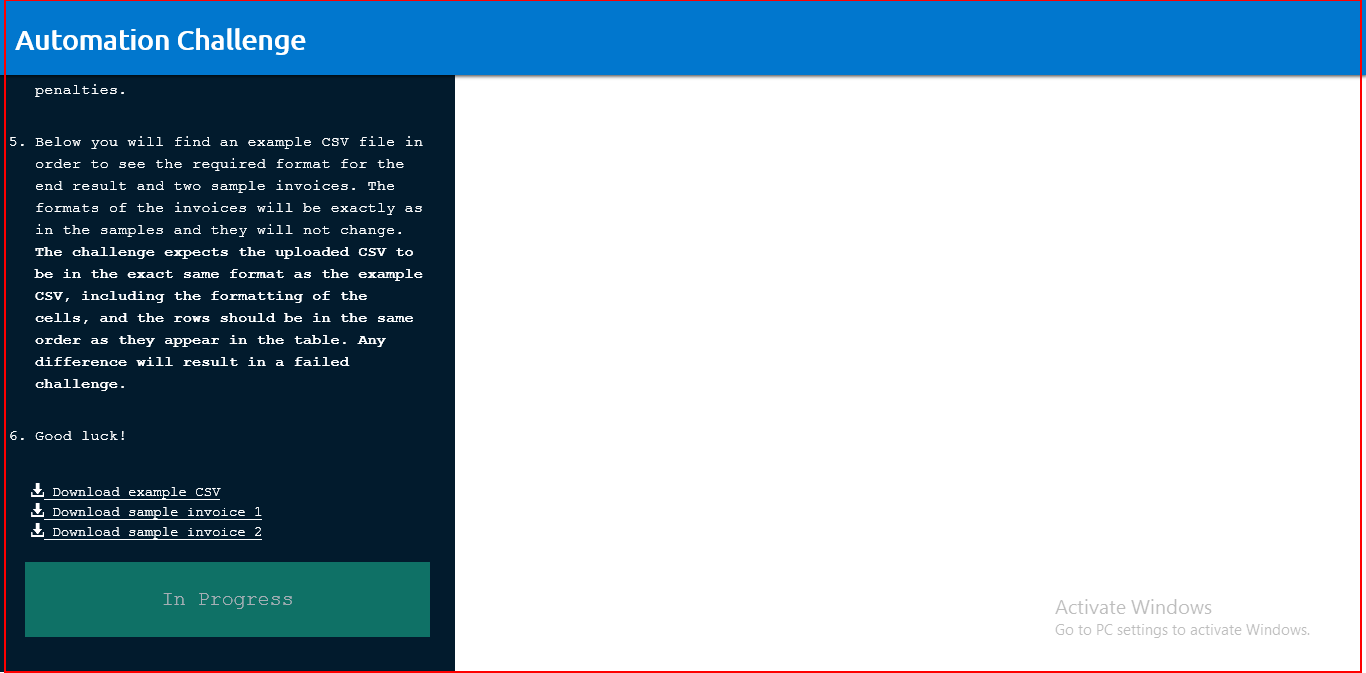 Automation Challenge
penalties.
5. Below you will find an example CSV file in
order to see the required format for the
end result and two sample invoices. The
formats of the invoices will be exactly as
in the samples and they will not change.
The challenge expects the uploaded CSV to
be in the exact same format as the example
CSV, including the formatting of the
cells, and the rows should be in the same
order as they appear in the table. Any
difference will result in a failed
challenge.
6. Good luck!
Download example CSV
Download sample invoice 1
Download sample invoice 2
In Progress
Activate Windows
Go to PC settings to activate Windows.